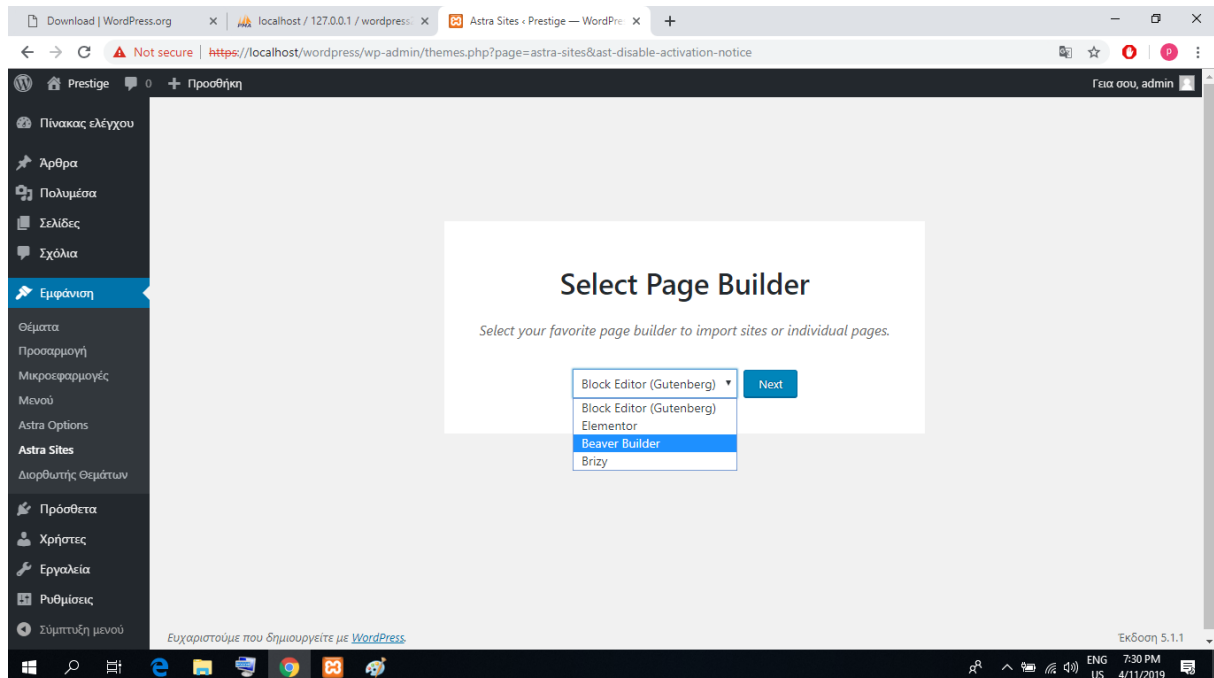 Download | WordPress.org
localhost / 127.0.0.1 / wordpress
Astra Sites ‹ Prestige — WordPre
Not secure | https://localhost/wordpress/wp-admin/themes.php?page=astra-sites&ast-disable-activation-notice
P
Prestige 0 + Προσθήκη
Γεια σου, admin
Πίνακας ελέγχου
Άρθρα
Πολυμέσα
Σελίδες
Σχόλια
Εμφάνιση
Θέματα
Προσαρμογή
Μικροεφαρμογές
Μενού
Astra Options
Astra Sites
Διορθωτής Θεμάτων
Πρόσθετα
Χρήστες
Εργαλεία
Ρυθμίσεις
Σύμπτυξη μενού
Select Page Builder
Select your favorite page builder to import sites or individual pages.
Block Editor (Gutenberg)
Next
Block Editor (Gutenberg)
Elementor
Beaver Builder
Brizy
Ευχαριστούμε που δημιουργείτε με WordPress.
Έκδοση 5.1.1
ENG
US
7:30 PM
4/11/2019